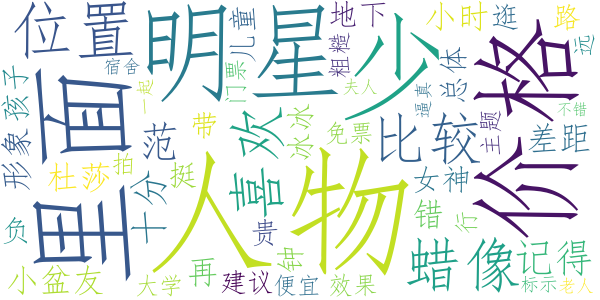 位置
明星
少
儿童
地下
小时
逛
路
远
宿舍
门票
粗糙
总体
一起
夫人
逼真
格
里面
形象
孩子
范
带
喜欢
冰冰
免票
比较
主题
差距
不错
杜莎
拍
十分
挺
人物
女神
价
负
贵
错
行
蜡像
记得
小盆友
大学
再
建议
钟
便宜
效果
标示
老人